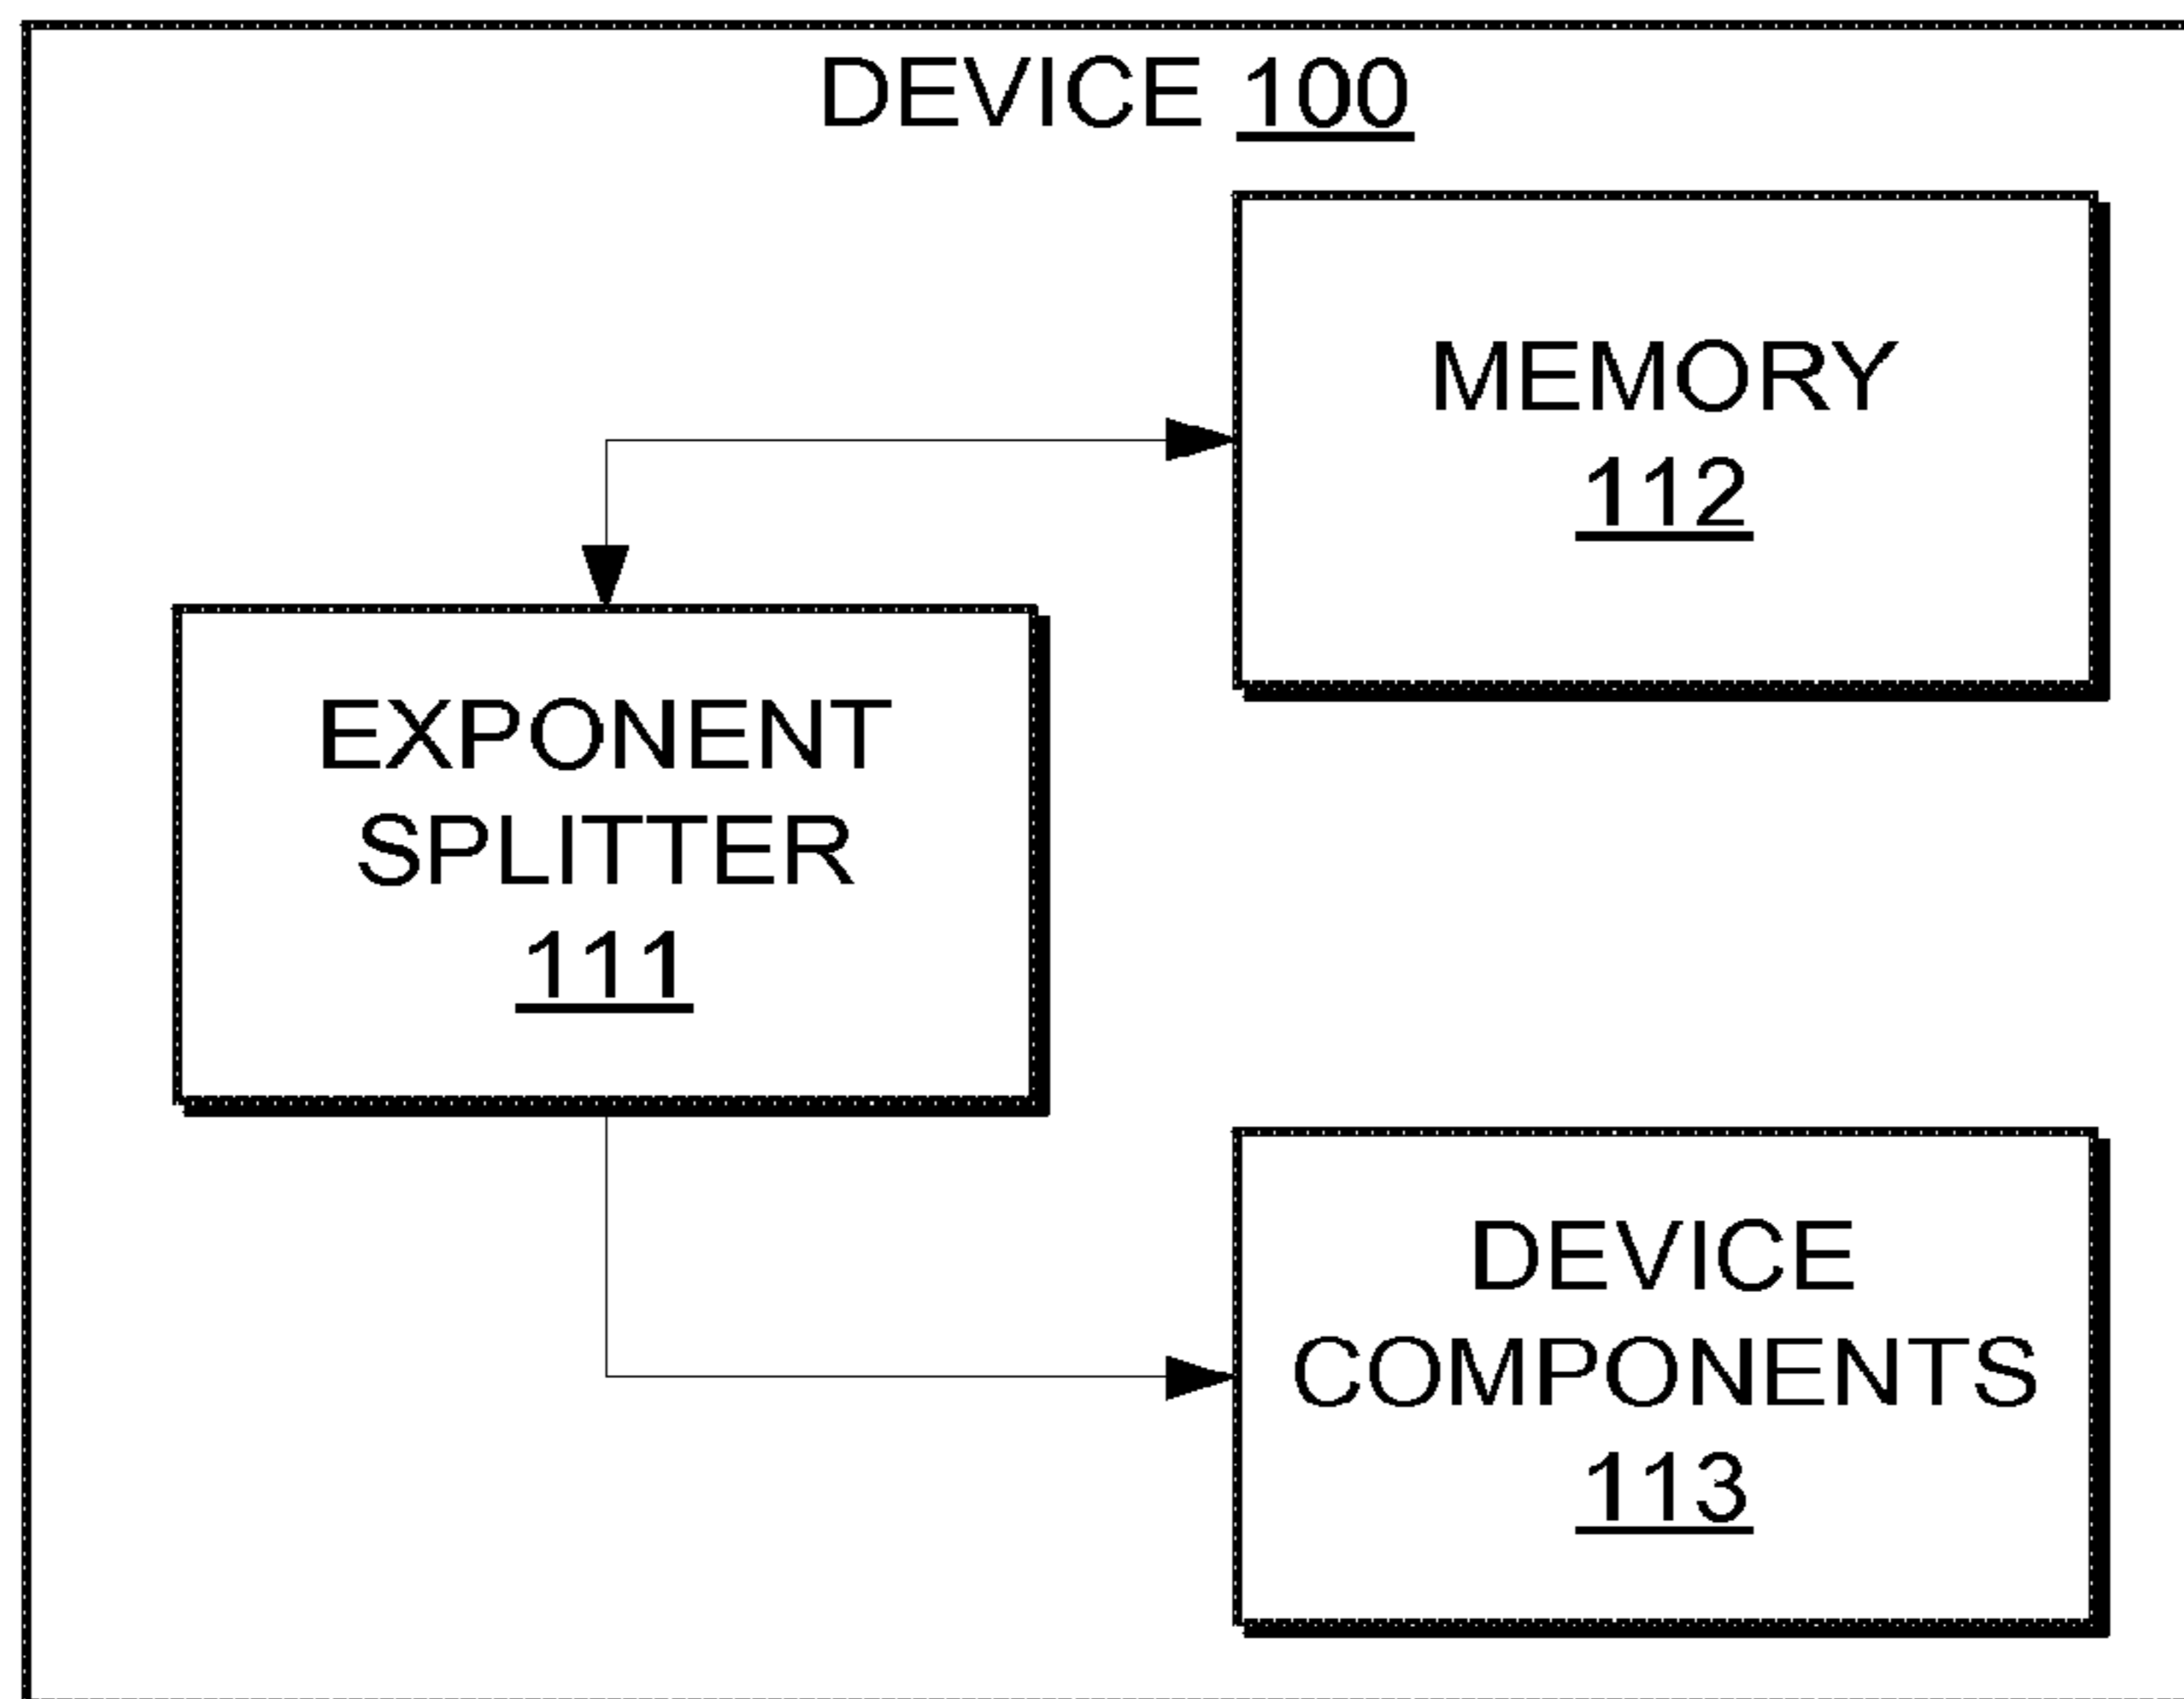 DEVICE 100
MEMORY
112
EXPONENT
SPLITTER
111
DEVICE
COMPONENTS
113